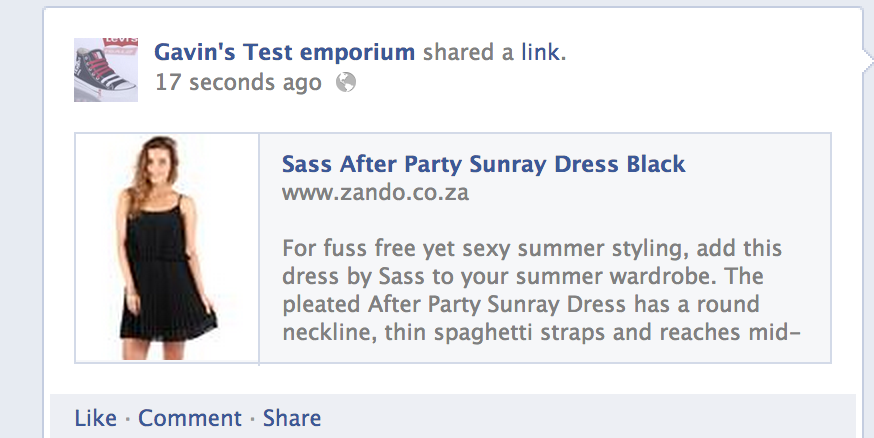 LEVI'S
Gavin's Test emporium shared a link.
17 seconds ago
Sass After Party Sunray Dress Black
www.zando.co.za
For fuss free yet sexy summer styling, add this
dress by Sass to your summer wardrobe. The
pleated After Party Sunray Dress has a round
neckline, thin spaghetti straps and reaches mid-
Like · Comment · Share